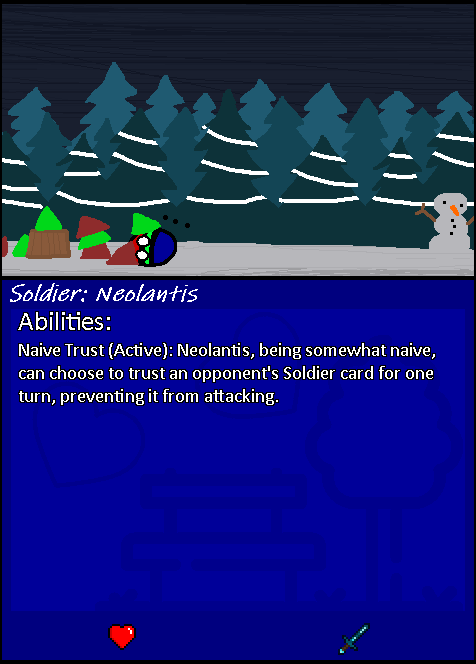 Soldier: Neolantis
Abilities:
Naive Trust (Active): Neolantis, being somewhat naive,
can choose to trust an opponent's Soldier card for one
turn, preventing it from attacking.